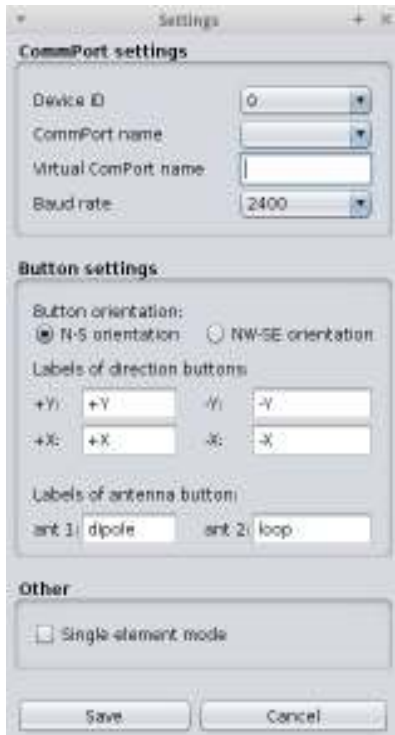 Settings
CommPort settings
Device ID 0
CommPort name
Virtual ComPort name
Baud rate 2400
Button settings
Button orientation:
N-S orientation NW-SE orientation
Labels of direction buttons:
+Y: +Y -Y: -Y
+X: +X -X: -X
Labels of antenna button:
ant 1: dipole ant 2: loop
Other
Single element mode
Save Cancel